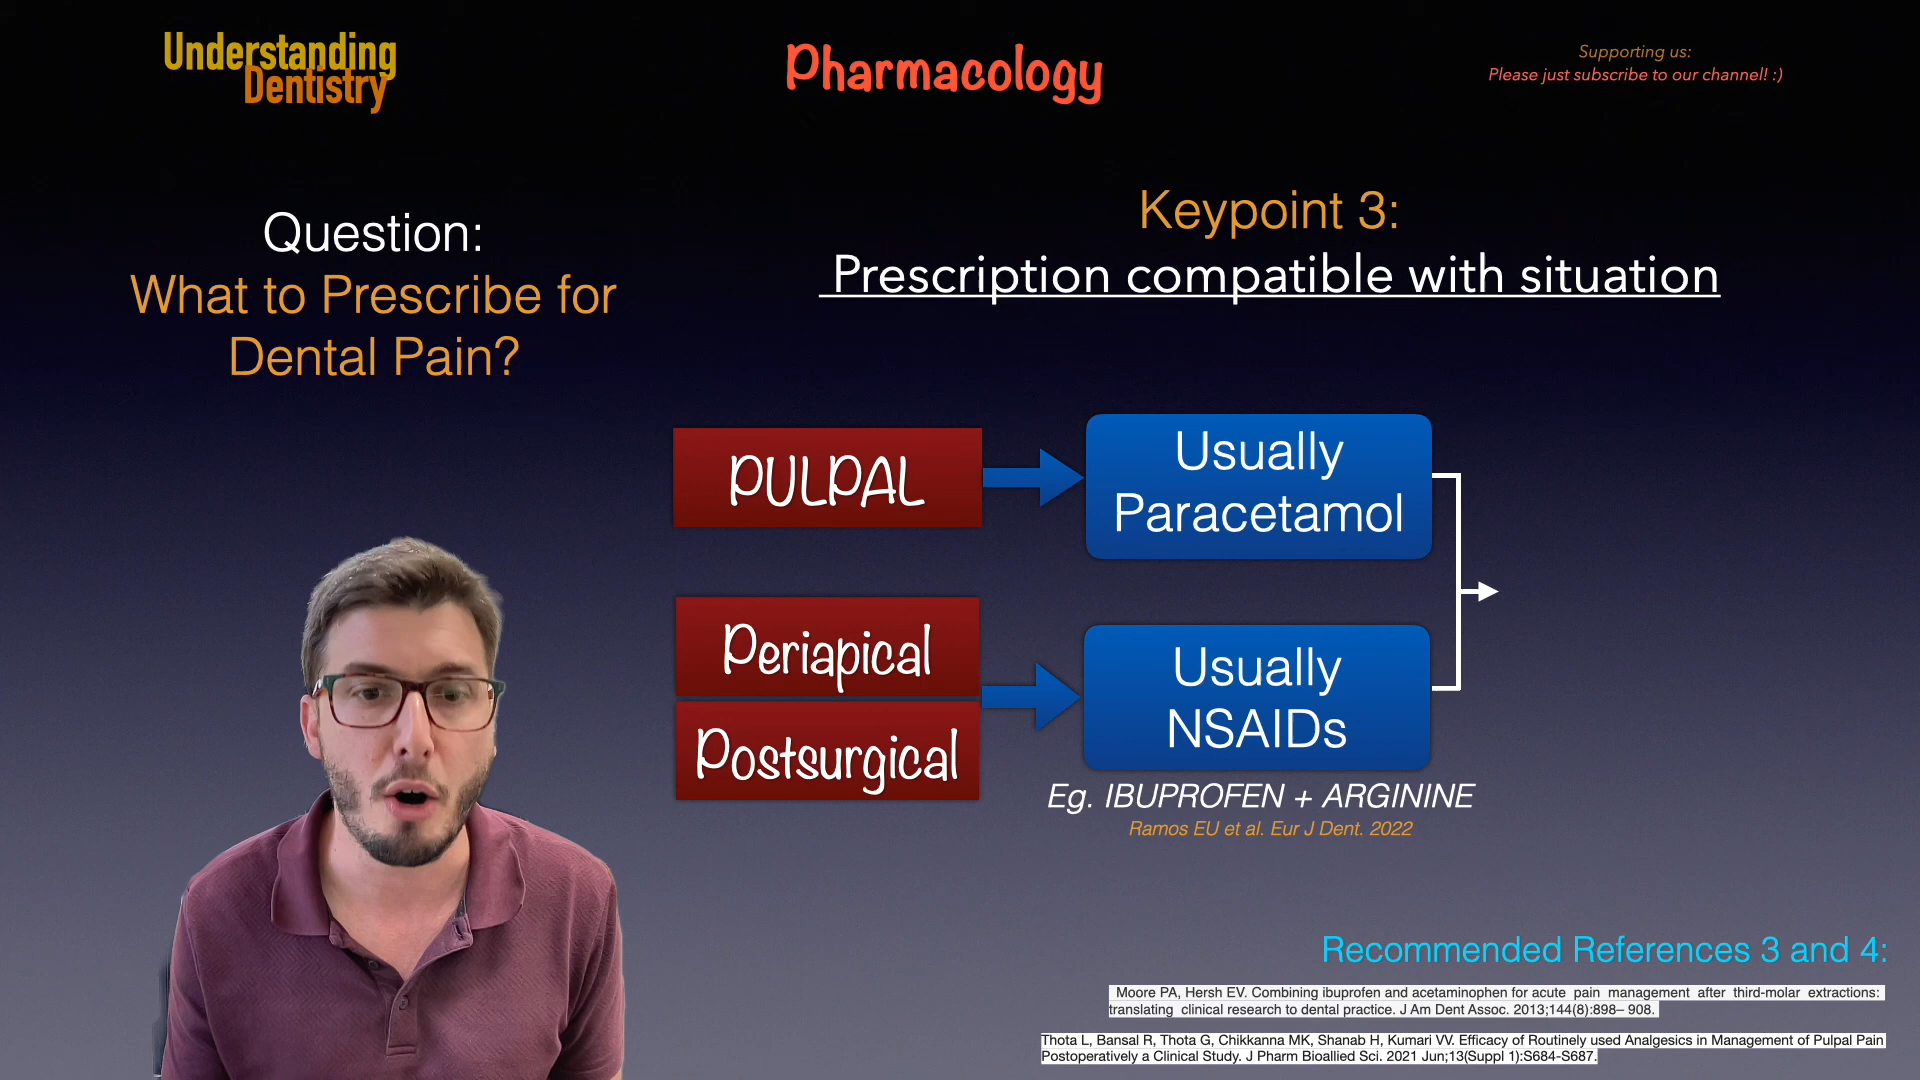 Understanding
Dentistry
Pharmacology
Supporting us:
Please just subscribe to our channel! :)
Question:
What to Prescribe for
Dental Pain?
Keypoint 3:
Prescription compatible with situation
PULPAL
Usually
Paracetamol
Periapical
Postsurgical
Usually
NSAIDs
Eg. IBUPROFEN + ARGININE
Ramos EU et al. Eur J Dent. 2022
Recommended References 3 and 4:
Moore PA, Hersh EV. Combining ibuprofen and acetaminophen for acute pain management after third-molar extractions:
translating clinical research to dental practice. J Am Dent Assoc. 2013;144(8):898– 908.
Thota L, Bansal R, Thota G, Chikkanna MK, Shanab H, Kumari VV. Efficacy of Routinely used Analgesics in Management of Pulpal Pain
Postoperatively a Clinical Study. J Pharm Bioallied Sci. 2021 Jun;13(Suppl 1):S684-S687.